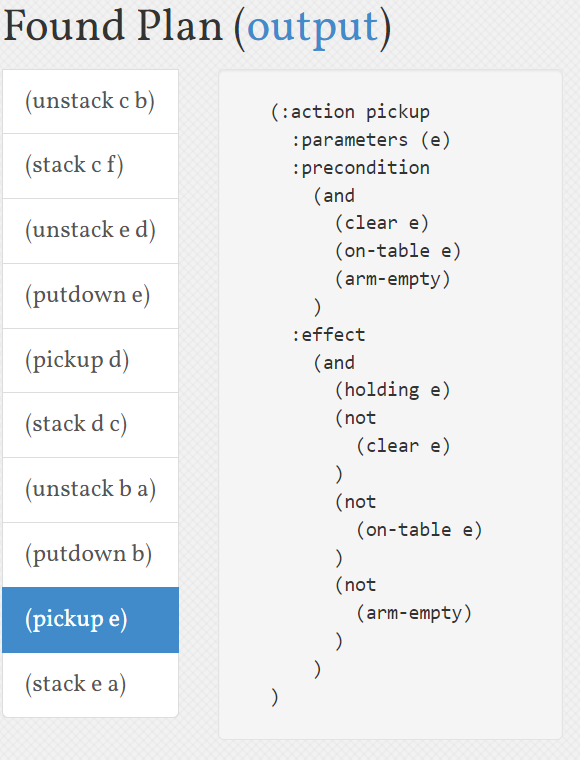 Found Plan (output)
(unstack c b)
(stack c f)
(unstack e d)
(putdown e)
(pickup d)
(stack d c)
(unstack b a)
(putdown b)
(pickup e)
(stack e a)
(:action pickup
  :parameters (e)
  :precondition
    (and
      (clear e)
      (on-table e)
      (arm-empty)
    )
  :effect
    (and
      (holding e)
      (not
        (clear e)
      )
      (not
        (on-table e)
      )
      (not
        (arm-empty)
      )
    )
)